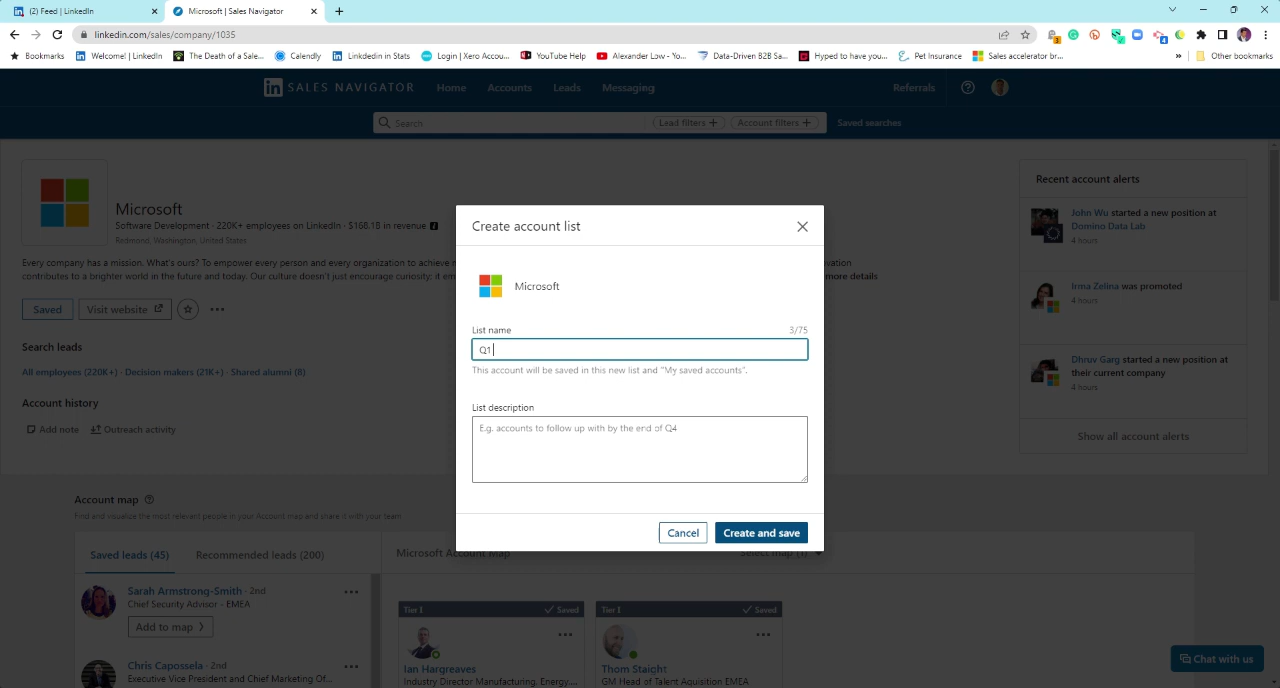 (2) Feed | LinkedIn
Microsoft | Sales Navigator
linkedin.com/sales/company/1035
Bookmarks
Welcome! | LinkedIn
The Death of a Sale...
Calendly
Linkedin in Stats
Login | Xero Accou...
YouTube Help
Alexander Low - Yo...
Data-Driven B2B Sa...
Hyped to have you...
Pet Insurance
Sales accelerator br...
Other bookmarks
in SALES NAVIGATOR
Home
Accounts
Leads
Messaging
Referrals
Search
Lead filters +
Account filters +
Saved searches
Microsoft
Software Development · 220K+ employees on LinkedIn · $168.1B in revenue
Redmond, Washington, United States
Every company has a mission. What's ours? To empower every person and every organization to achieve
vation
contributes to a brighter world in the future and today. Our culture doesn't just encourage curiosity; it em
more details
Saved
Visit website
Search leads
All employees (220K+) · Decision makers (21K+) · Shared alumni (8)
Account history
Add note
Outreach activity
Recent account alerts
John Wu started a new position at
Domino Data Lab
4 hours
Irma Zelina was promoted
4 hours
Dhruv Garg started a new position at
their current company
4 hours
Show all account alerts
Create account list
Microsoft
List name
3/75
Q1
This account will be saved in this new list and "My saved accounts".
List description
E.g. accounts to follow up with by the end of Q4
Cancel
Create and save
Account map
Find and visualize the most relevant people in your Account map and share it with your team
Saved leads (45)
Recommended leads (200)
Microsoft Account Map
Select map (1)
Sarah Armstrong-Smith · 2nd
Chief Security Advisor - EMEA
Add to map
Chris Capossela · 2nd
Executive Vice President and Chief Marketing Of...
Tier I
Saved
Ian Hargreaves
Industry Director Manufacturing, Energy,...
Tier I
Saved
Thom Staight
GM Head of Talent Aquisition EMEA
Chat with us